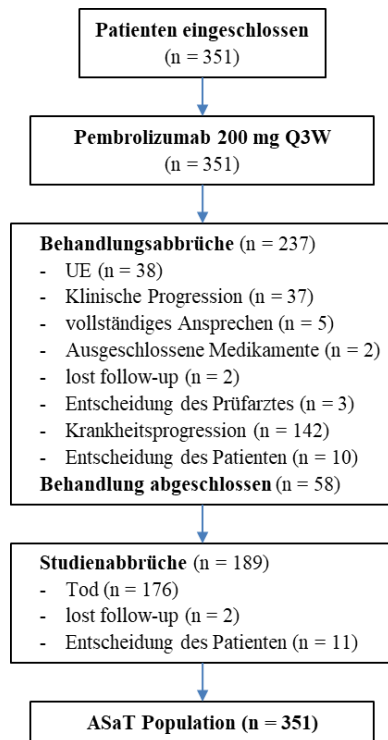 Patienten eingeschlossen
(n = 351)
Pembrolizumab 200 mg Q3W
(n = 351)
Behandlungsabbrüche (n = 237)
- UE (n = 38)
- Klinische Progression (n = 37)
- vollständiges Ansprechen (n = 5)
- Ausgeschlossene Medikamente (n = 2)
- lost follow-up (n = 2)
- Entscheidung des Prüfarztes (n = 3)
- Krankheitsprogression (n = 142)
- Entscheidung des Patienten (n = 10)
Behandlung abgeschlossen (n = 58)
Studienabbrüche (n = 189)
- Tod (n = 176)
- lost follow-up (n = 2)
- Entscheidung des Patienten (n = 11)
ASaT Population (n = 351)